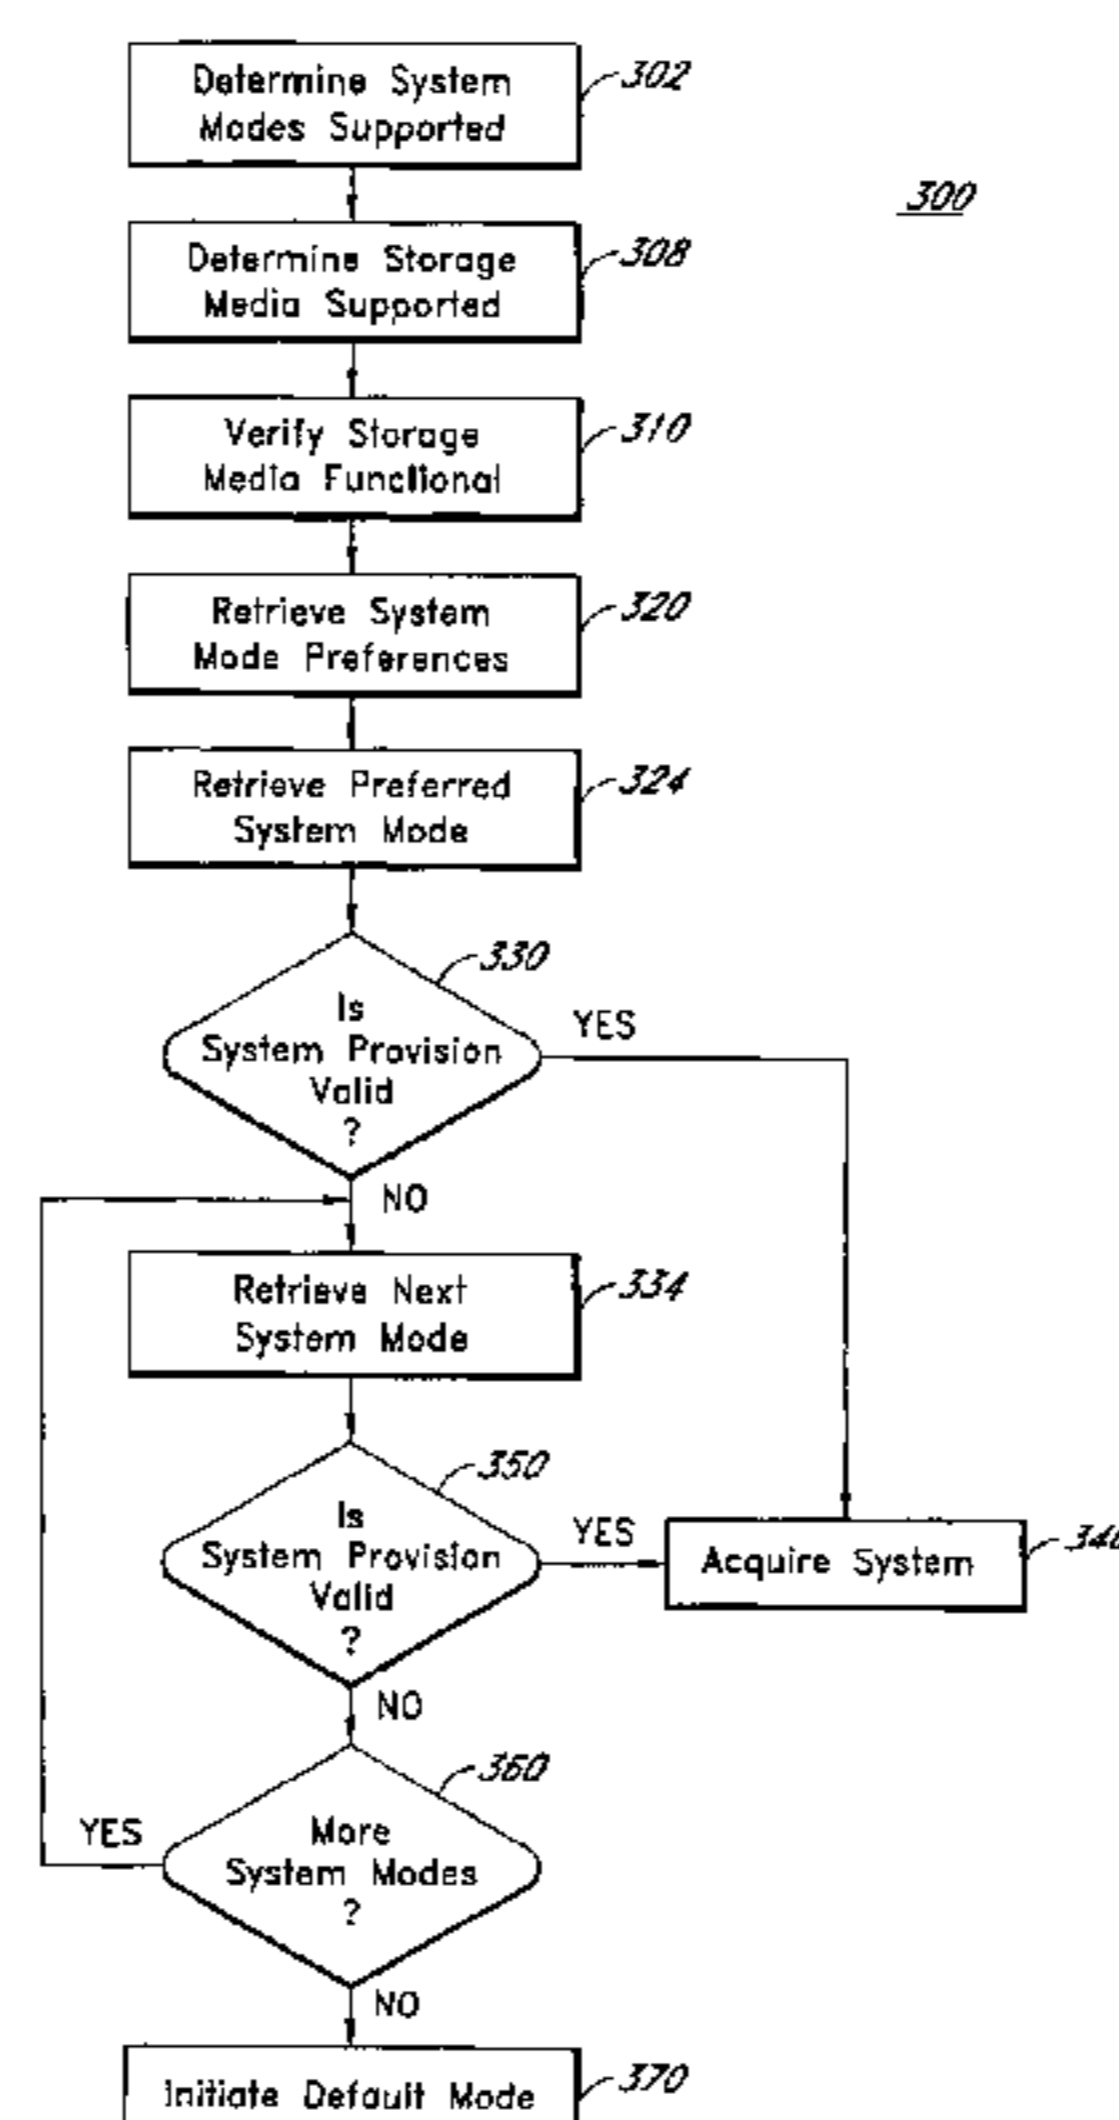 Determine System
Modes Supported
302
300
Determine Storage
Media Supported
308
Verify Storage
Media Functional
310
Retrieve System
Mode Preferences
320
Retrieve Preferred
System Mode
324
330
Is
System Provision
Valid
?
YES
NO
Retrieve Next
System Mode
334
350
Is
System Provision
Valid
?
YES
Acquire System
NO
360
More
System Modes
?
YES
NO
Initiate Default Mode
370